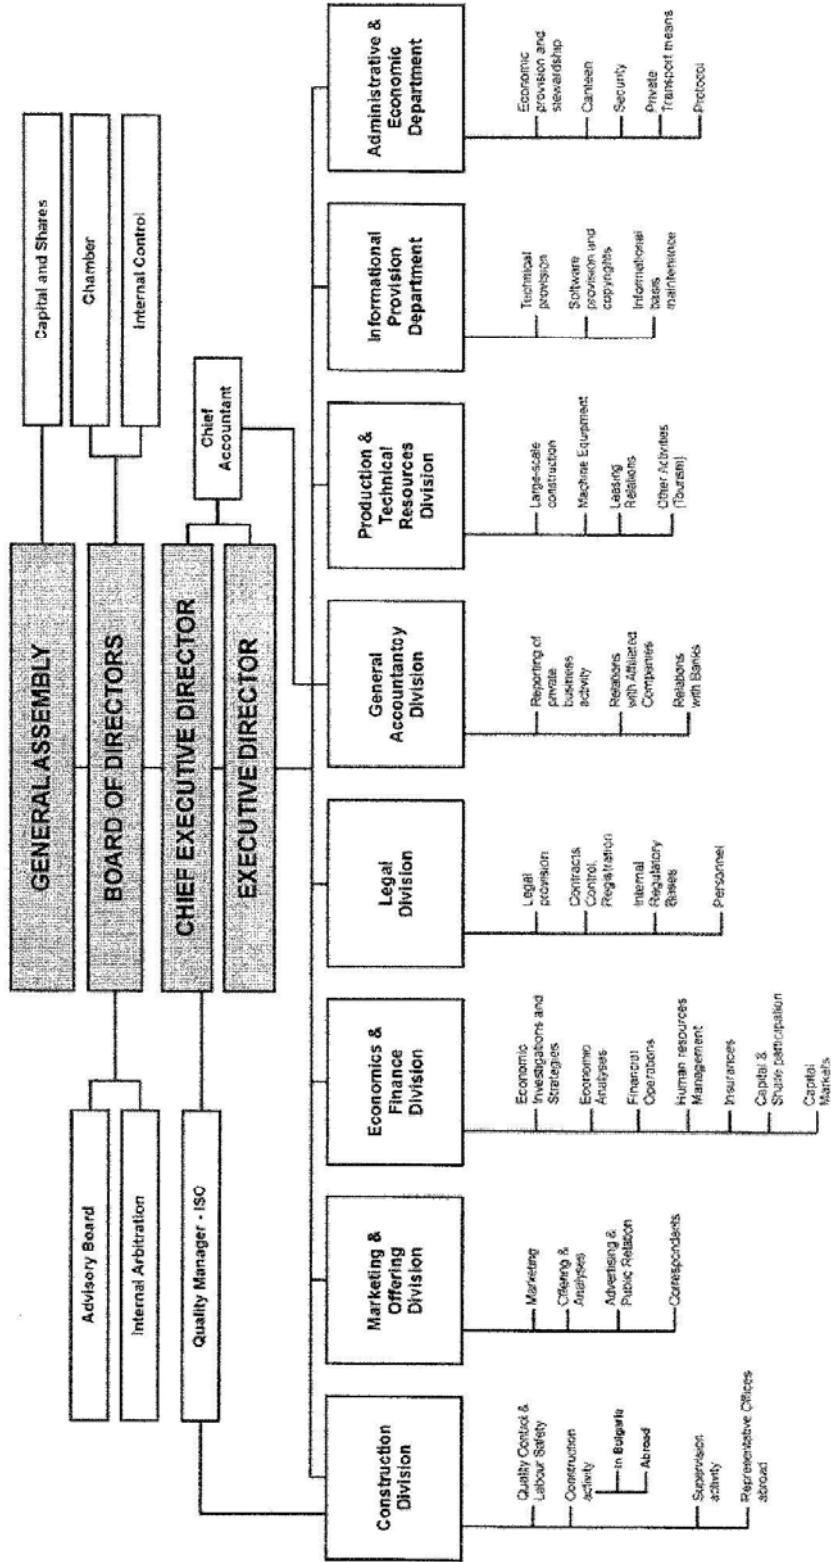 GENERAL ASSEMBLY
Capital and Shares
BOARD OF DIRECTORS
Advisory Board
Internal Arbitration
Chamber
Internal Control
CHIEF EXECUTIVE DIRECTOR
EXECUTIVE DIRECTOR
Quality Manager - ISO
Chief
Accountant
Construction
Division
Quality Control &
Labour Safety
Construction
activity
In Bulgaria
Abroad
Supervision
activity
Representative Offices
abroad
Marketing &
Offering
Division
Marketing
Offering &
Analyses
Advertising &
Public Relation
Correspondents
Economics &
Finance
Division
Economic
Investigations and
Strategies
Economic
Analyses
Financial
Operations
Human resources
Management
Insurances
Capital &
Share participation
Capital
Markets
Legal
Division
Legal
provision
Contracts
Control,
Registration
Internal
Regulatory
Bases
Personnel
General
Accountancy
Division
Reporting of
private
business
activity
Relations
with Affiliated
Companies
Relations
with Banks
Production &
Technical
Resources
Division
Large-scale
construction
Machine Equipment
Leasing
Relations
Other Activities
(Tourism)
Informational
Provision
Department
Technical
provision
Software
provision and
copyrights
Informational
basis
maintenance
Administrative &
Economic
Department
Economic
provision and
stewardship
Canteen
Security
Private
Transport means
Protocol